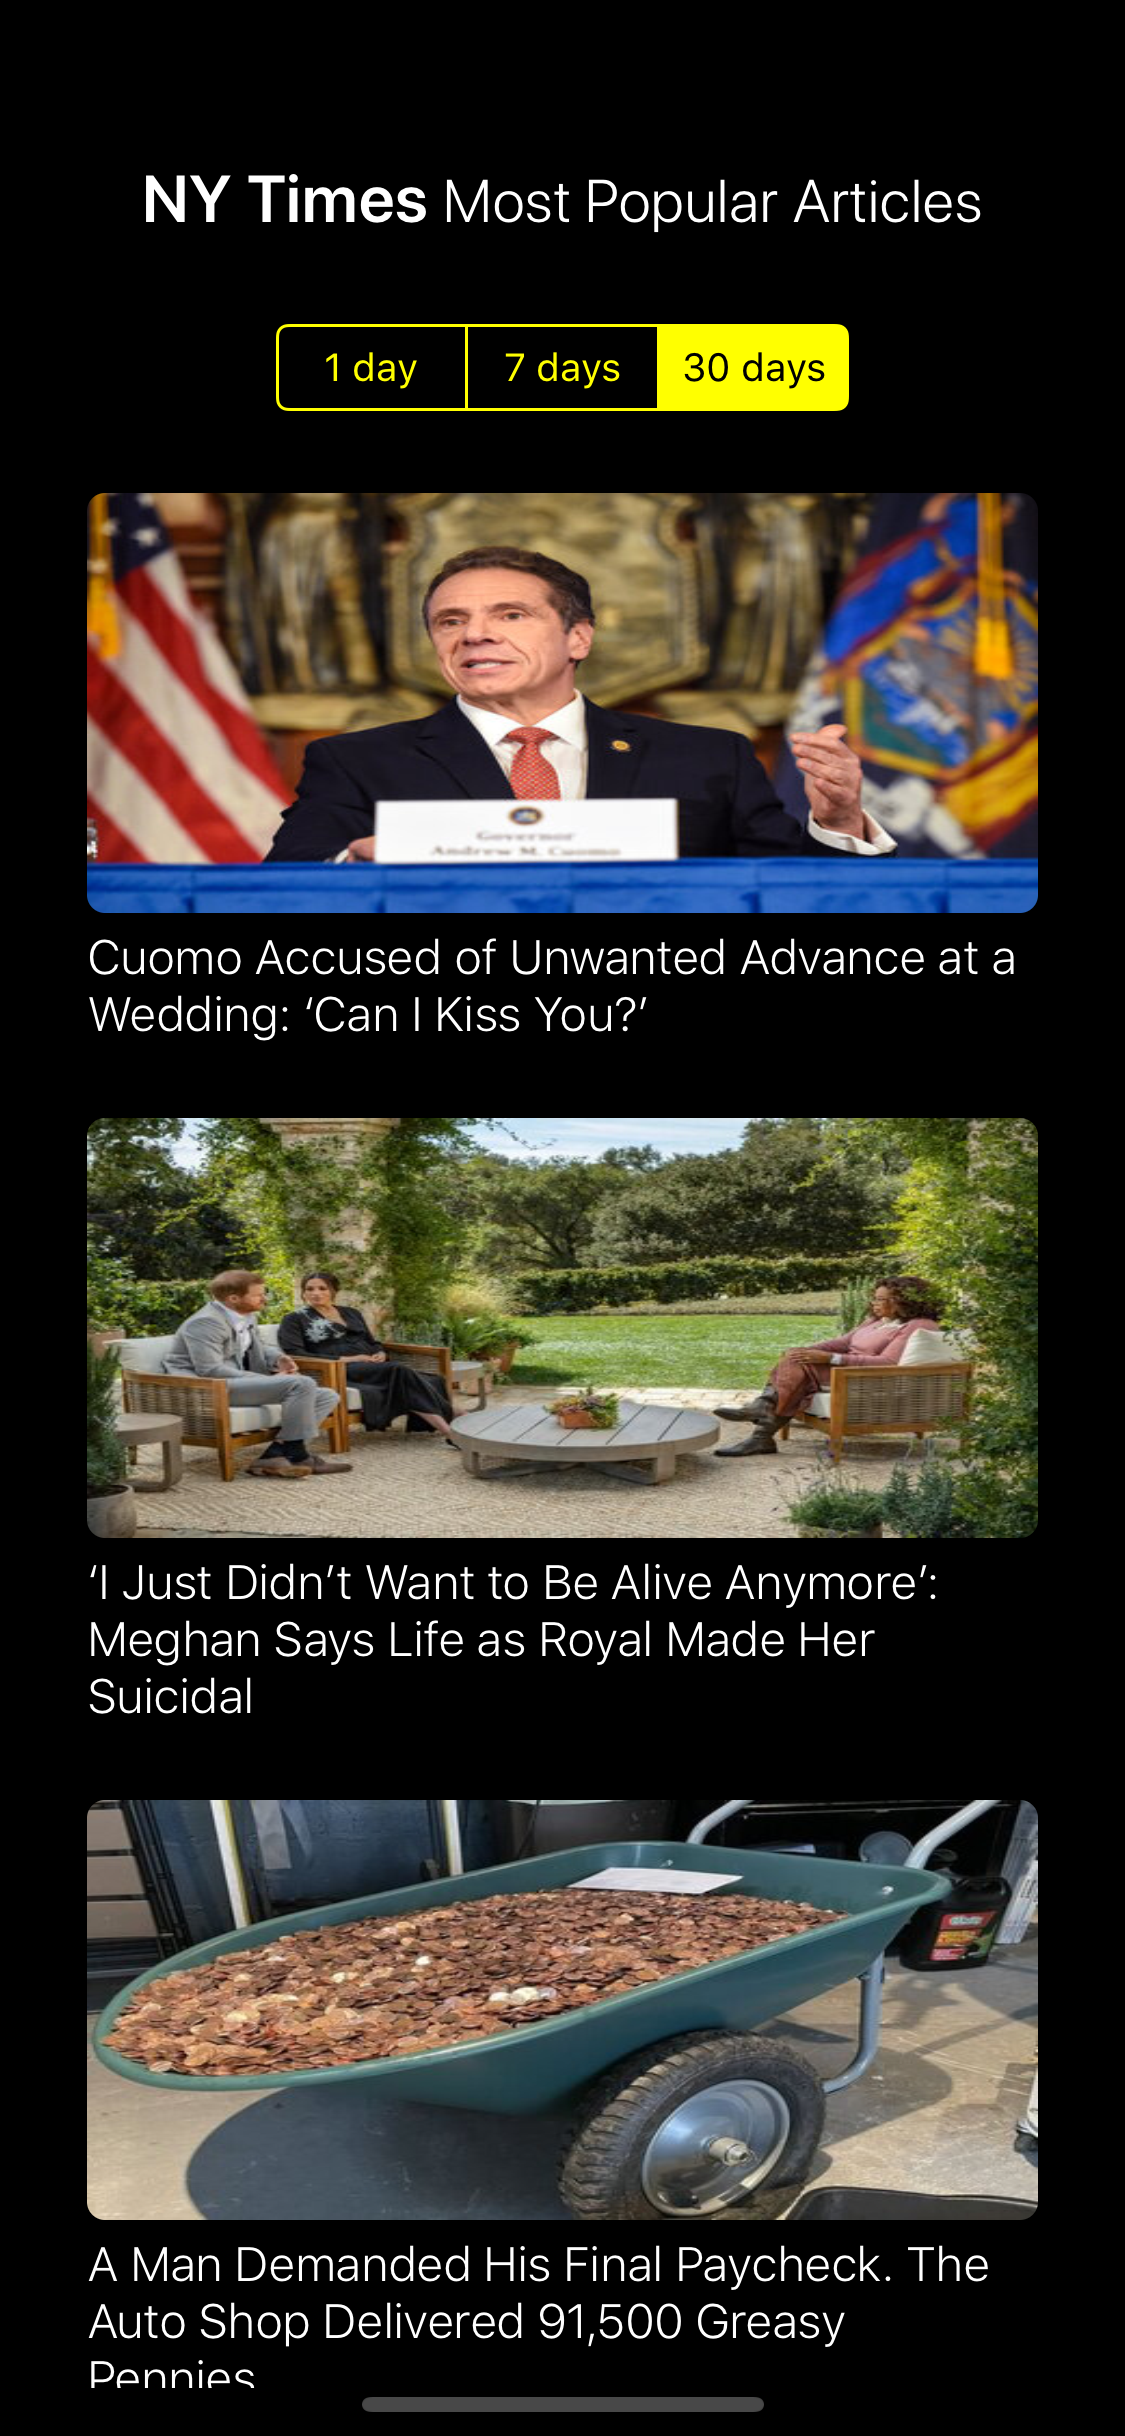 NY Times Most Popular Articles
1 day
7 days
30 days
Governor
Andrew M. Cuomo
Cuomo Accused of Unwanted Advance at a
Wedding: ‘Can I Kiss You?’
‘I Just Didn’t Want to Be Alive Anymore’:
Meghan Says Life as Royal Made Her
Suicidal
A Man Demanded His Final Paycheck. The
Auto Shop Delivered 91,500 Greasy
Pennies